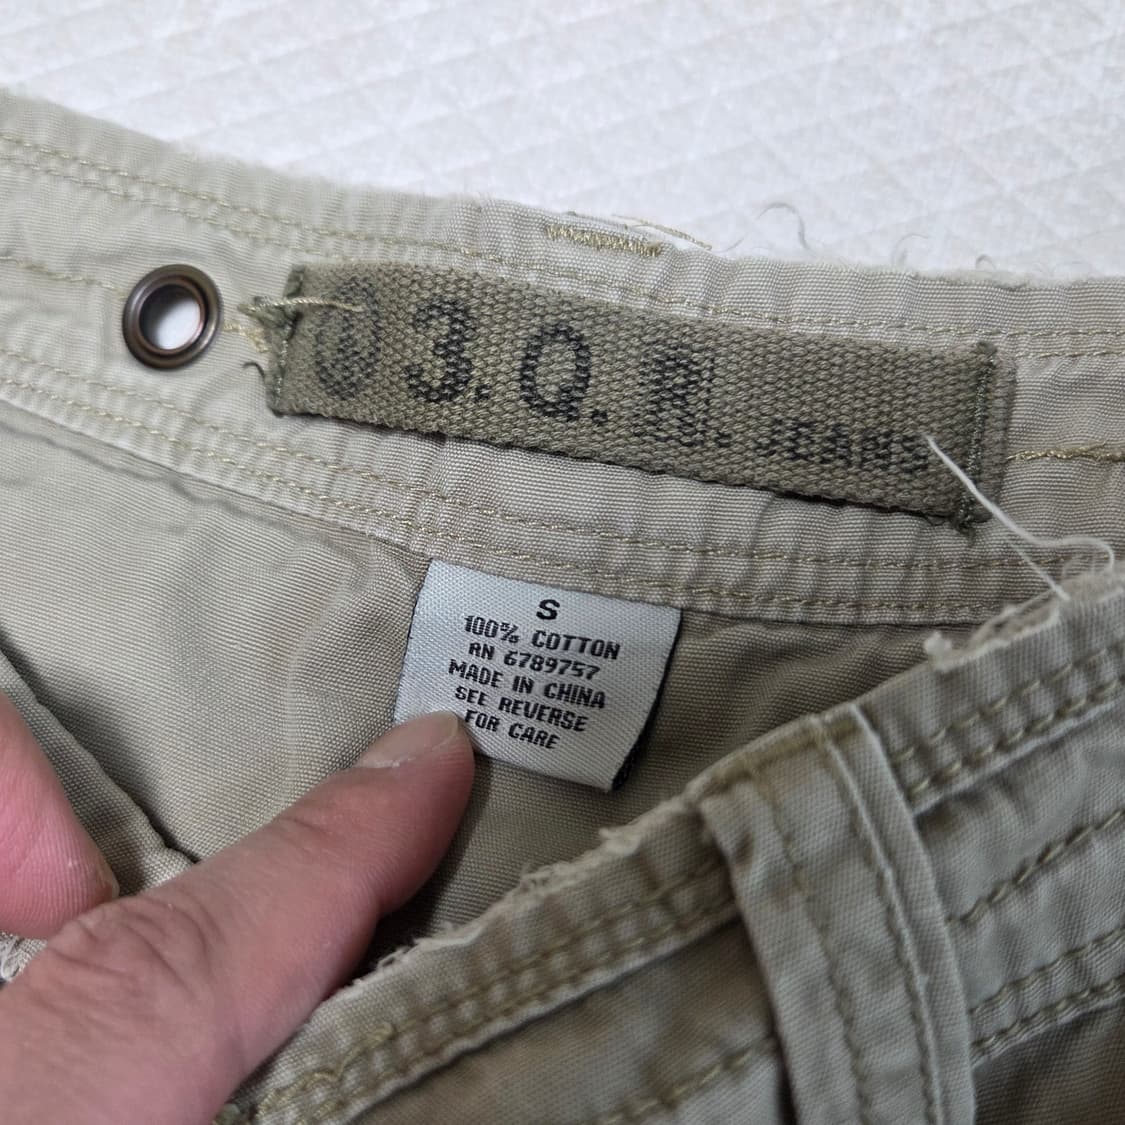 3. Q. R. JEANS
S
100% COTTON
RN 6789757
MADE IN CHINA
SEE REVERSE
FOR CARE